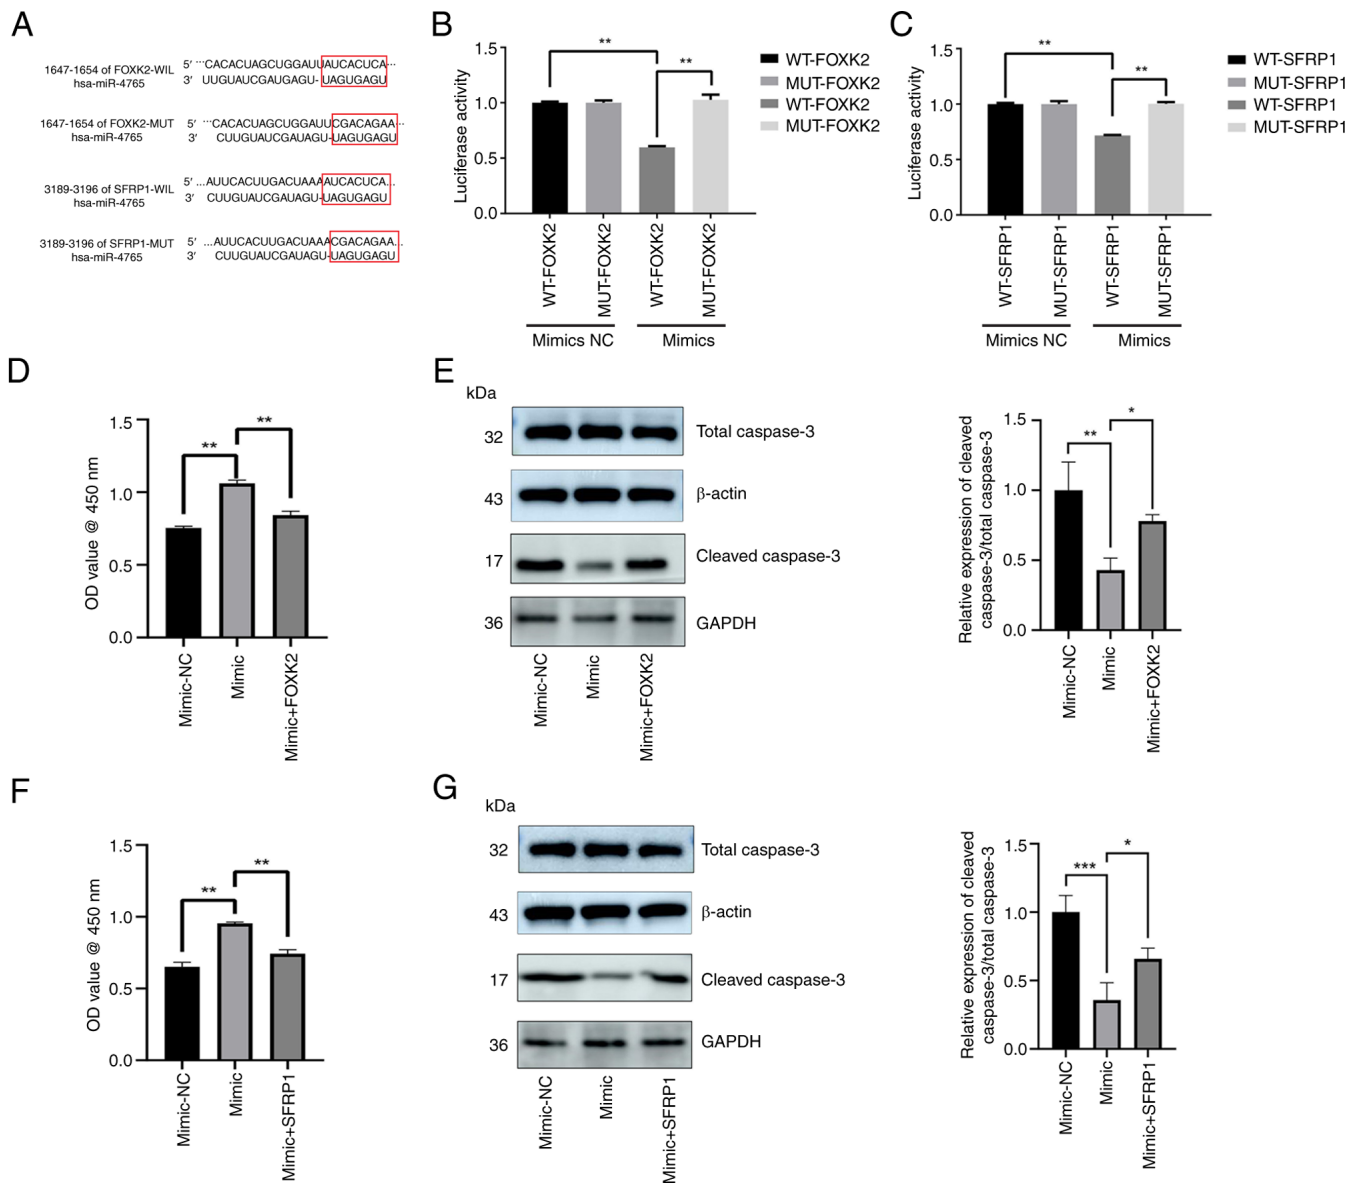 A
1647-1654 of FOXK2-WIL 5′ ···CACACUAGCUGGAUUAUCACUCA···
hsa-miR-4765 3′ UUGUAUCGAUGAGU-UAGUGAGU
1647-1654 of FOXK2-MUT 5′ ···CACACUAGCUGGAUUCGACAGAA···
hsa-miR-4765 3′ CUUGUAUCGAUAGU-UAGUGAGU
3189-3196 of SFRP1-WIL 5′ ...AUUCACUUGACUAAAAUCACUCA...
hsa-miR-4765 3′ CUUGUAUCGAUAGU-UAGUGAGU
3189-3196 of SFRP1-MUT 5′ ...AUUCACUUGACUAAACGACAGAA...
hsa-miR-4765 3′ CUUGUAUCGAUAGU-UAGUGAGU
B
Luciferase activity
1.5
1.0
0.5
0.0
**
**
WT-FOXK2
MUT-FOXK2
WT-FOXK2
MUT-FOXK2
Mimics NC
Mimics
WT-FOXK2
MUT-FOXK2
WT-FOXK2
MUT-FOXK2
C
Luciferase activity
1.5
1.0
0.5
0.0
**
**
WT-SFRP1
MUT-SFRP1
WT-SFRP1
MUT-SFRP1
Mimics NC
Mimics
WT-SFRP1
MUT-SFRP1
WT-SFRP1
MUT-SFRP1
D
OD value @ 450 nm
1.5
1.0
0.5
0.0
**
**
Mimic-NC
Mimic
Mimic+FOXK2
E
kDa
32 Total caspase-3
43 β-actin
17 Cleaved caspase-3
36 GAPDH
Mimic-NC
Mimic
Mimic+FOXK2
Relative expression of cleaved
caspase-3/total caspase-3
1.5
1.0
0.5
0.0
**
*
Mimic-NC
Mimic
Mimic+FOXK2
F
OD value @ 450 nm
1.5
1.0
0.5
0.0
**
**
Mimic-NC
Mimic
Mimic+SFRP1
G
kDa
32 Total caspase-3
43 β-actin
17 Cleaved caspase-3
36 GAPDH
Mimic-NC
Mimic
Mimic+SFRP1
Relative expression of cleaved
caspase-3/total caspase-3
1.5
1.0
0.5
0.0
***
*
Mimic-NC
Mimic
Mimic+SFRP1